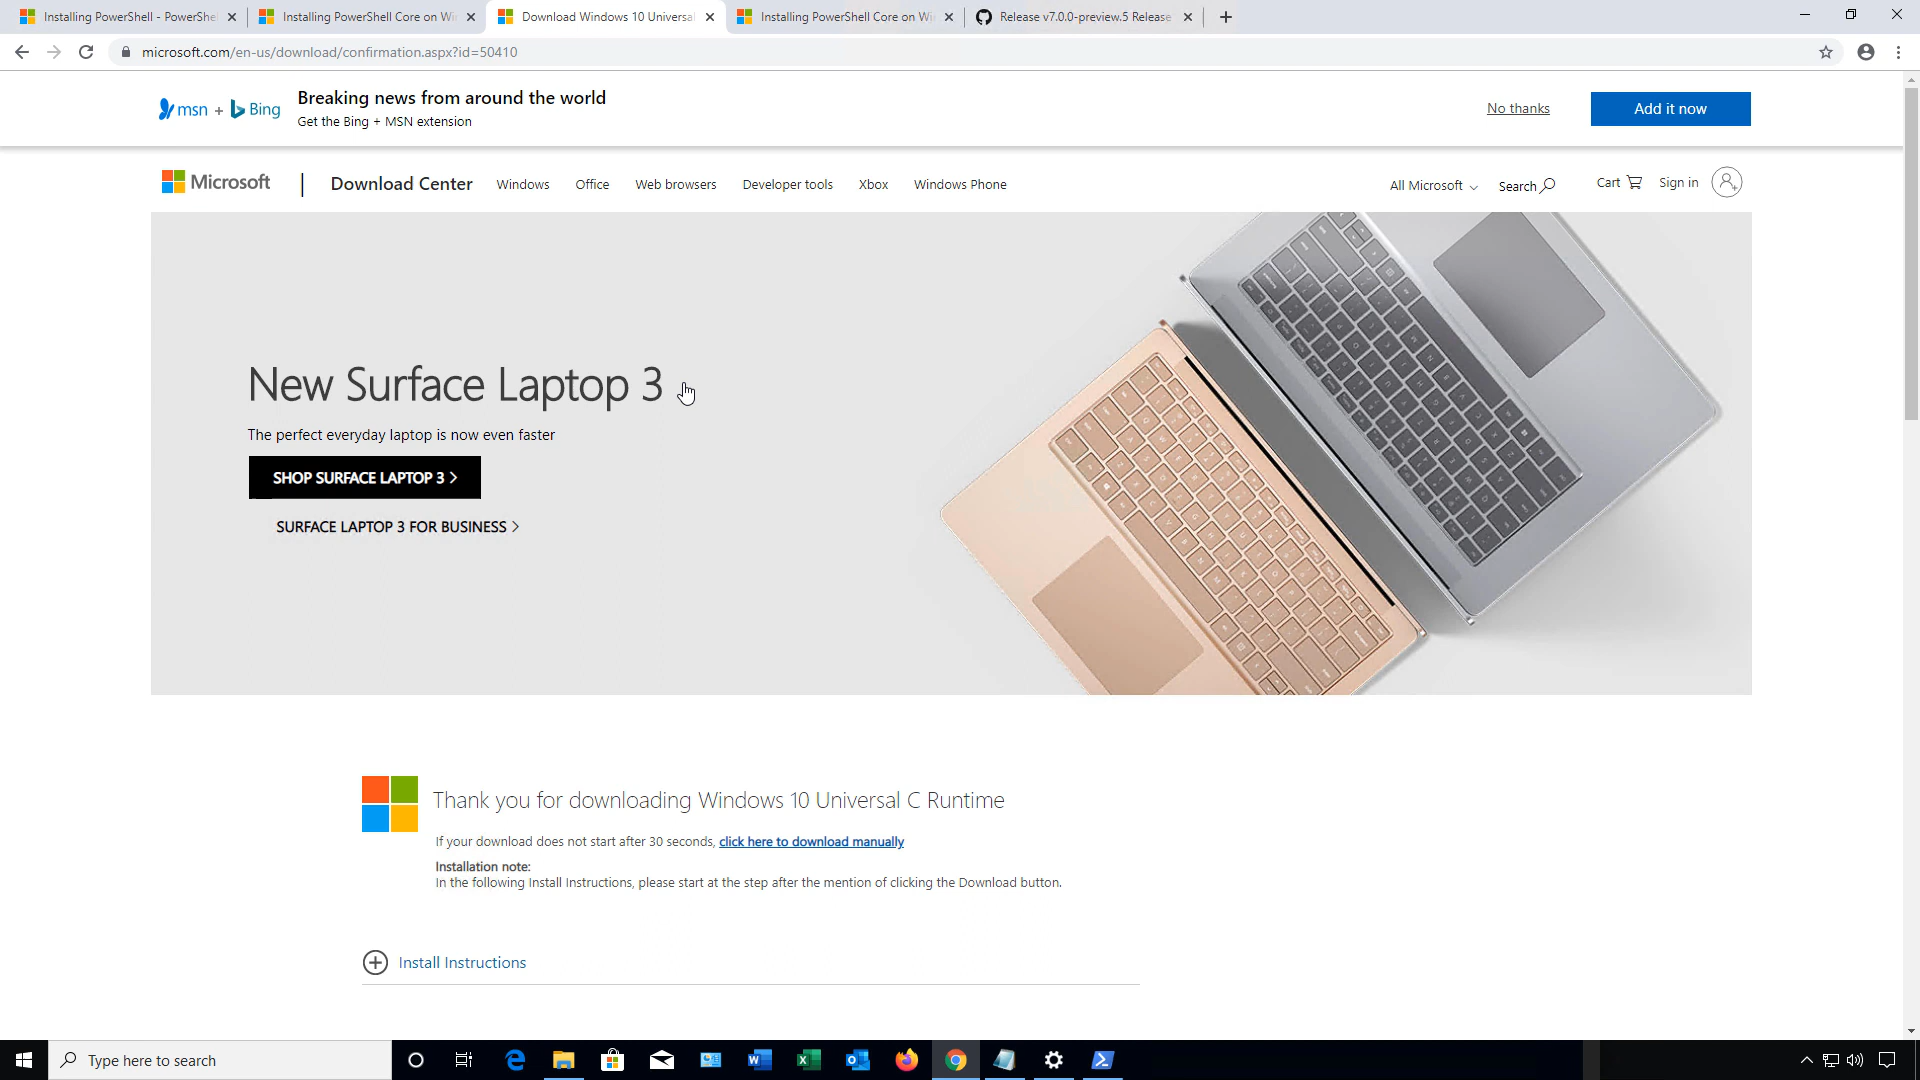 Installing PowerShell - PowerShe
Installing PowerShell Core on Wi
Download Windows 10 Universal
Installing PowerShell Core on Wi
Release v7.0.0-preview.5 Release
microsoft.com/en-us/download/confirmation.aspx?id=50410
msn + Bing
Breaking news from around the world
Get the Bing + MSN extension
No thanks
Add it now
Microsoft
Download Center
Windows
Office
Web browsers
Developer tools
Xbox
Windows Phone
All Microsoft
Search
Cart
Sign in
New Surface Laptop 3
The perfect everyday laptop is now even faster
SHOP SURFACE LAPTOP 3 >
SURFACE LAPTOP 3 FOR BUSINESS >
Thank you for downloading Windows 10 Universal C Runtime
If your download does not start after 30 seconds, click here to download manually
Installation note:
In the following Install Instructions, please start at the step after the mention of clicking the Download button.
Install Instructions
Type here to search